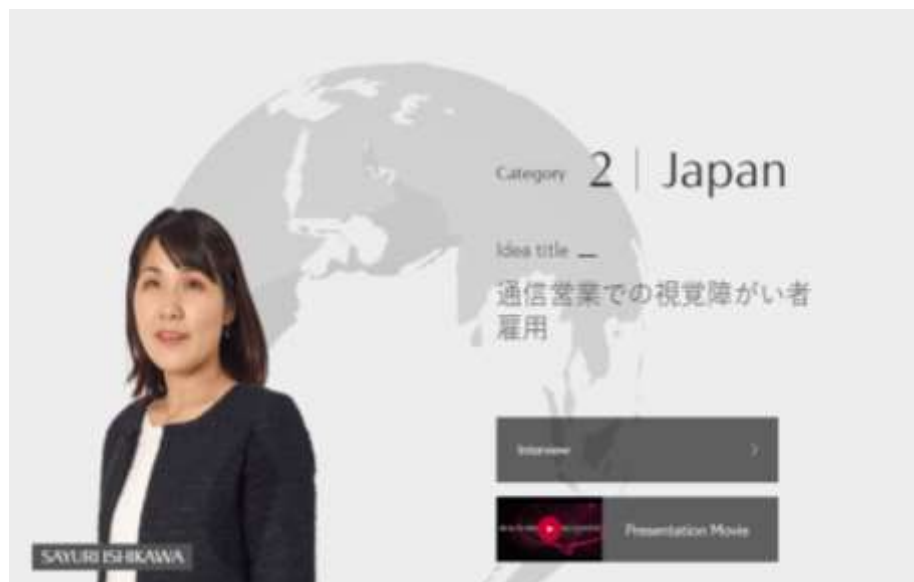 Category 2 | Japan
Idea title
通信営業での視覚障がい者
雇用
Interview
Presentation Movie
SAYURI ISHIKAWA